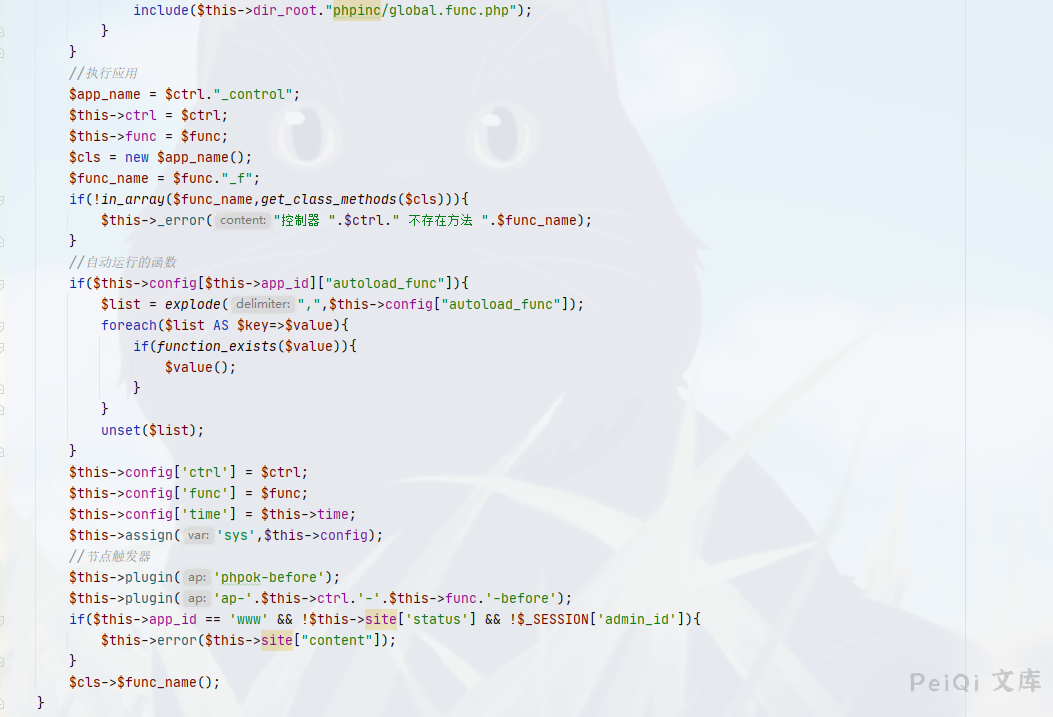 include($this->dir_root."phpinc/global.func.php");
}
}
//执行应用
$app_name = $ctrl."_control";
$this->ctrl = $ctrl;
$this->func = $func;
$cls = new $app_name();
$func_name = $func."_f";
if(!in_array($func_name,get_class_methods($cls))){
$this->_error( content: "控制器 ".$ctrl." 不存在方法 ".$func_name);
}
//自动运行的函数
if($this->config[$this->app_id]["autoload_func"]){
$list = explode( delimiter: ",",$this->config["autoload_func"]);
foreach($list AS $key=>$value){
if(function_exists($value)){
$value();
}
}
unset($list);
}
$this->config['ctrl'] = $ctrl;
$this->config['func'] = $func;
$this->config['time'] = $this->time;
$this->assign( var: 'sys',$this->config);
//节点触发器
$this->plugin( ap: 'phpok-before');
$this->plugin( ap: 'ap-'.$this->ctrl.'-'.$this->func.'-before');
if($this->app_id == 'www' && !$this->site['status'] && !$_SESSION['admin_id']){
$this->error($this->site["content"]);
}
$cls->$func_name();
}
PeiQi 文库